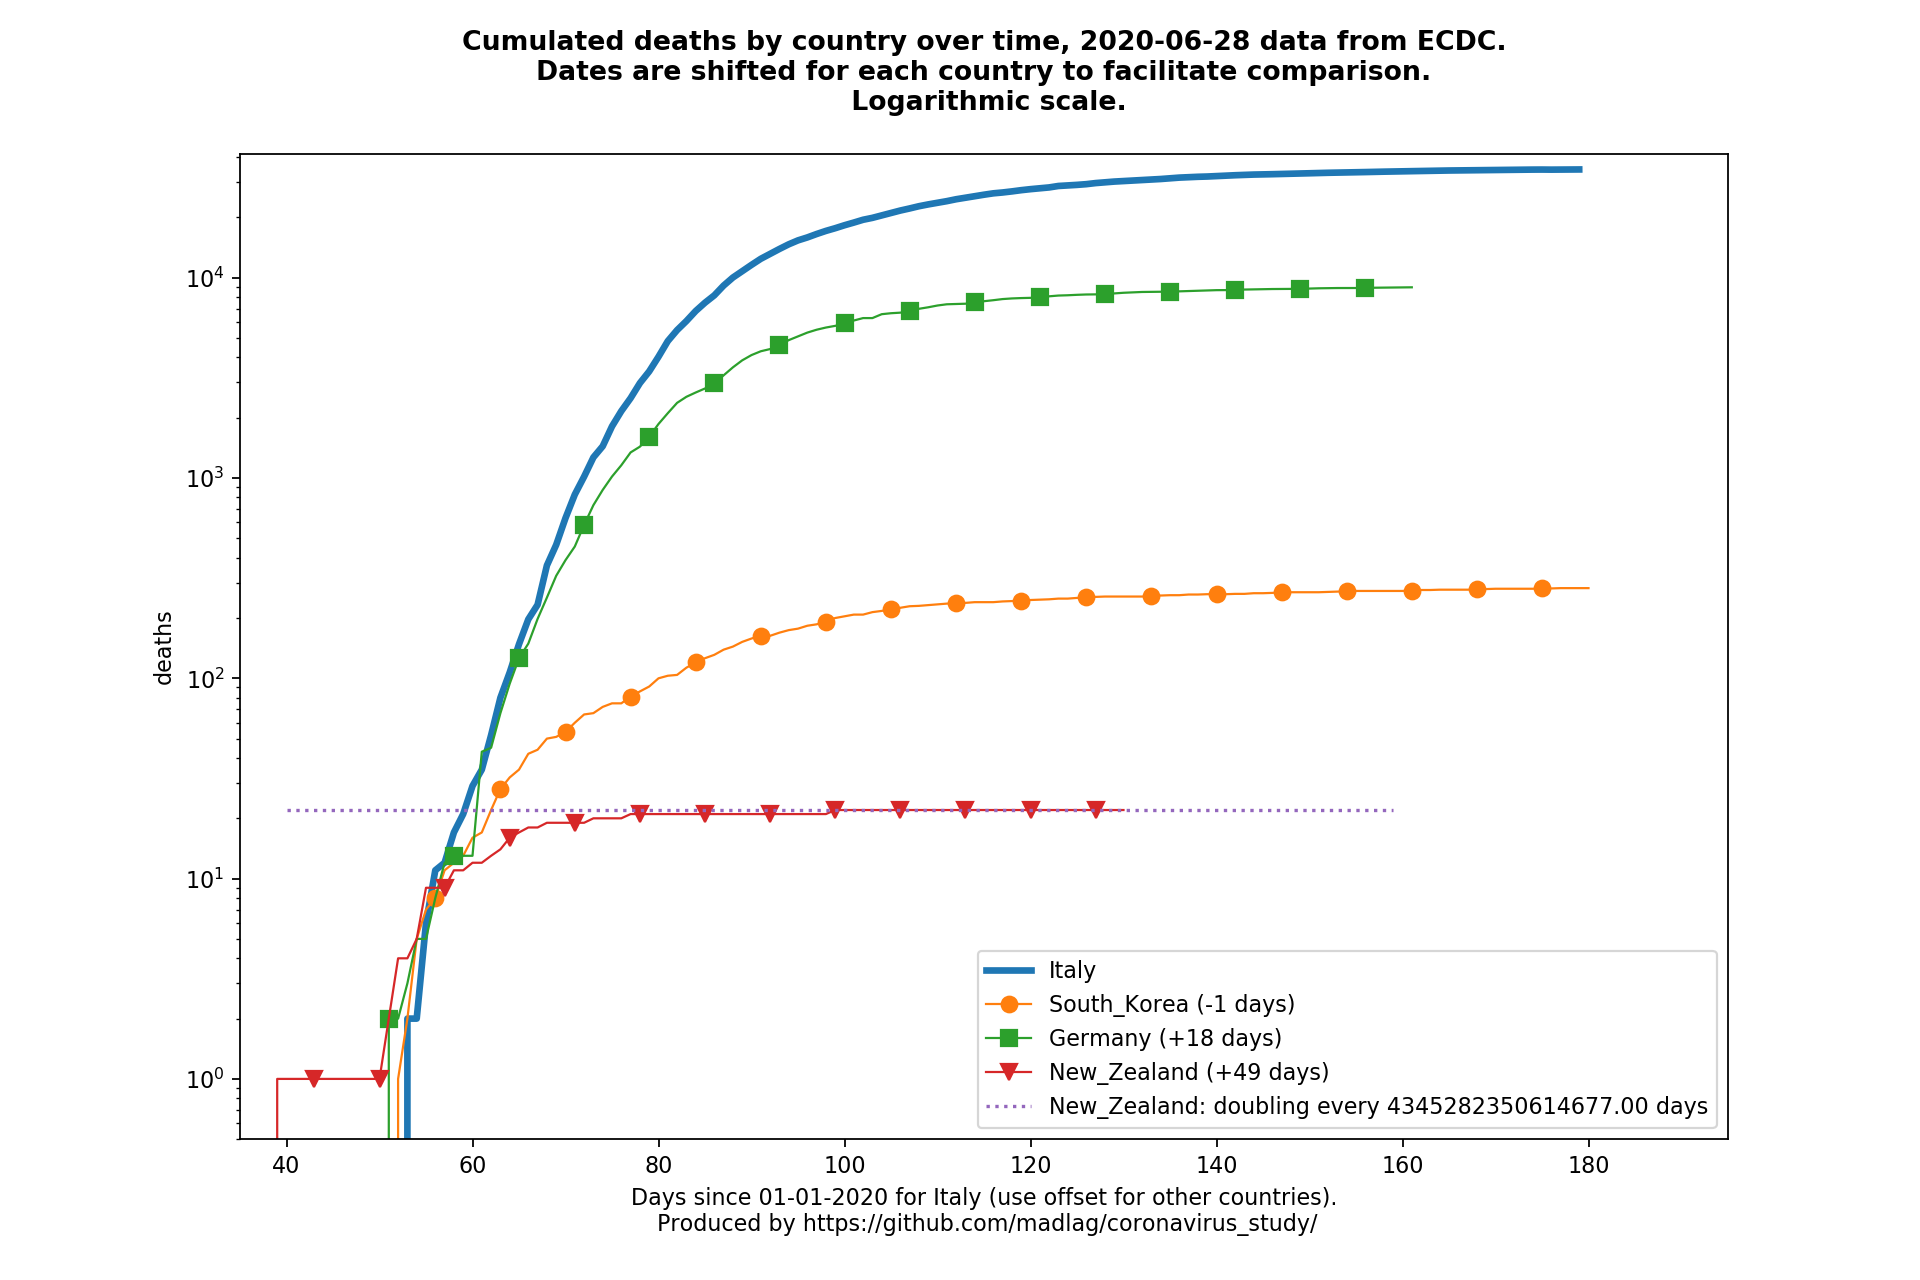 Cumulated deaths by country over time, 2020-06-28 data from ECDC.
Dates are shifted for each country to facilitate comparison.
Logarithmic scale.
10^4
10^3
10^2
10^1
10^0
deaths
Italy
South_Korea (-1 days)
Germany (+18 days)
New_Zealand (+49 days)
New_Zealand: doubling every 4345282350614677.00 days
40 60 80 100 120 140 160 180
Days since 01-01-2020 for Italy (use offset for other countries).
Produced by https://github.com/madlag/coronavirus_study/